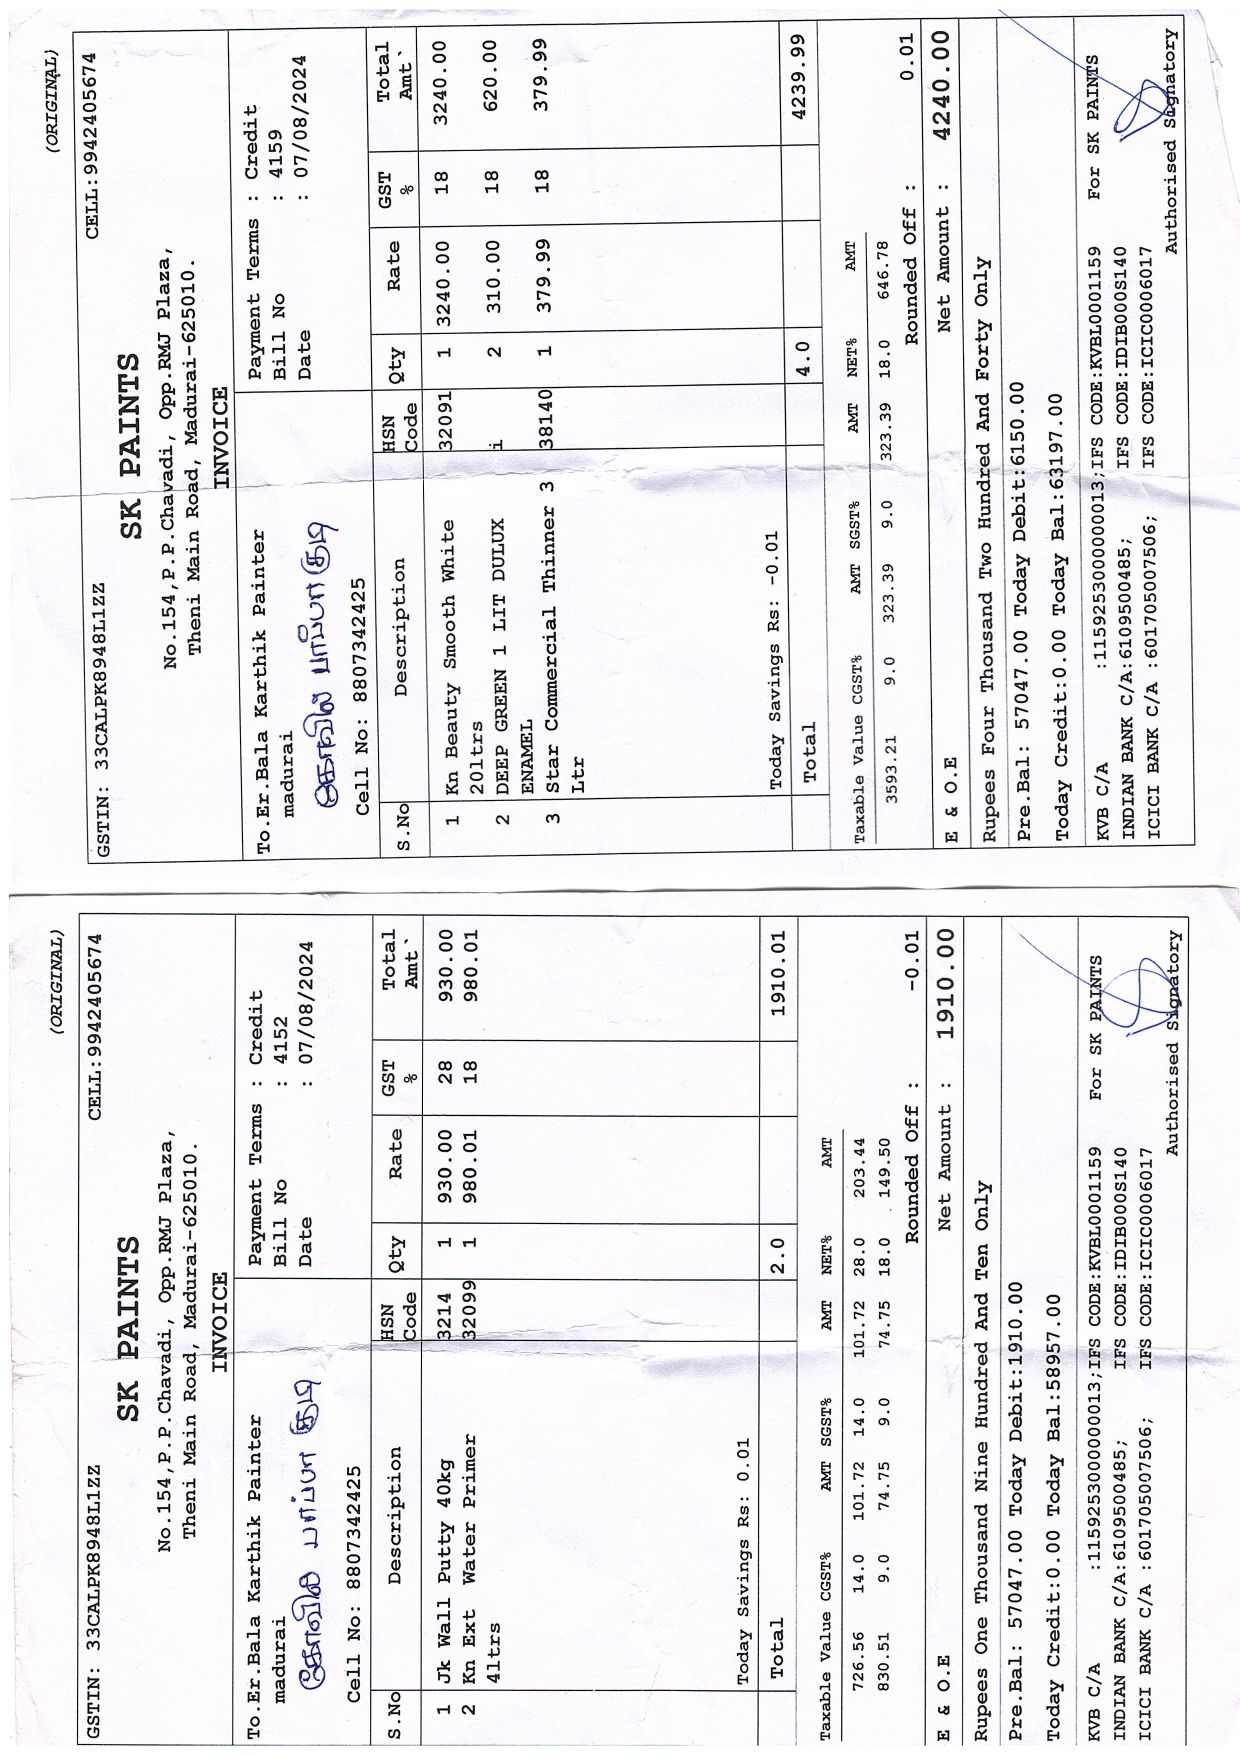 (ORIGINAL)
GSTIN: 33CALPK8948L1ZZ CELL:9942405674
SK PAINTS
No.154,P.P.Chavadi, Opp.RMJ Plaza,
Theni Main Road, Madurai-625010.
INVOICE
To.Er.Bala Karthik Painter Payment Terms : Credit
madurai Bill No : 4159
Date : 07/08/2024
கோவில் பாப்பாகுடி
Cell No: 8807342425
S.No Description HSN Code Qty Rate GST % Total Amt`
1 Kn Beauty Smooth White 32091 1 3240.00 18 3240.00
20ltrs
2 DEEP GREEN 1 LIT DULUX i 2 310.00 18 620.00
ENAMEL
3 Star Commercial Thinner 3 38140 1 379.99 18 379.99
Ltr
Today Savings Rs: -0.01
Total 4.0 4239.99
Taxable Value CGST% AMT SGST% AMT NET% AMT
3593.21 9.0 323.39 9.0 323.39 18.0 646.78
Rounded Off : 0.01
E & O.E Net Amount : 4240.00
Rupees Four Thousand Two Hundred And Forty Only
Pre.Bal: 57047.00 Today Debit:6150.00
Today Credit:0.00 Today Bal:63197.00
KVB C/A :1159253000000013;IFS CODE:KVBL0001159 For SK PAINTS
INDIAN BANK C/A:6109500485; IFS CODE:IDIB000S140
ICICI BANK C/A :601705007506; IFS CODE:ICIC0006017
Authorised Signatory
(ORIGINAL)
GSTIN: 33CALPK8948L1ZZ CELL:9942405674
SK PAINTS
No.154,P.P.Chavadi, Opp.RMJ Plaza,
Theni Main Road, Madurai-625010.
INVOICE
To.Er.Bala Karthik Painter Payment Terms : Credit
madurai Bill No : 4152
Date : 07/08/2024
கோவில் பாப்பாகுடி
Cell No: 8807342425
S.No Description HSN Code Qty Rate GST % Total Amt`
1 Jk Wall Putty 40kg 3214 1 930.00 28 930.00
2 Kn Ext Water Primer 32099 1 980.01 18 980.01
4ltrs
Today Savings Rs: 0.01
Total 2.0 1910.01
Taxable Value CGST% AMT SGST% AMT NET% AMT
726.56 14.0 101.72 14.0 101.72 28.0 203.44
830.51 9.0 74.75 9.0 74.75 18.0 149.50
Rounded Off : -0.01
E & O.E Net Amount : 1910.00
Rupees One Thousand Nine Hundred And Ten Only
Pre.Bal: 57047.00 Today Debit:1910.00
Today Credit:0.00 Today Bal:58957.00
KVB C/A :1159253000000013;IFS CODE:KVBL0001159 For SK PAINTS
INDIAN BANK C/A:6109500485; IFS CODE:IDIB000S140
ICICI BANK C/A :601705007506; IFS CODE:ICIC0006017
Authorised Signatory